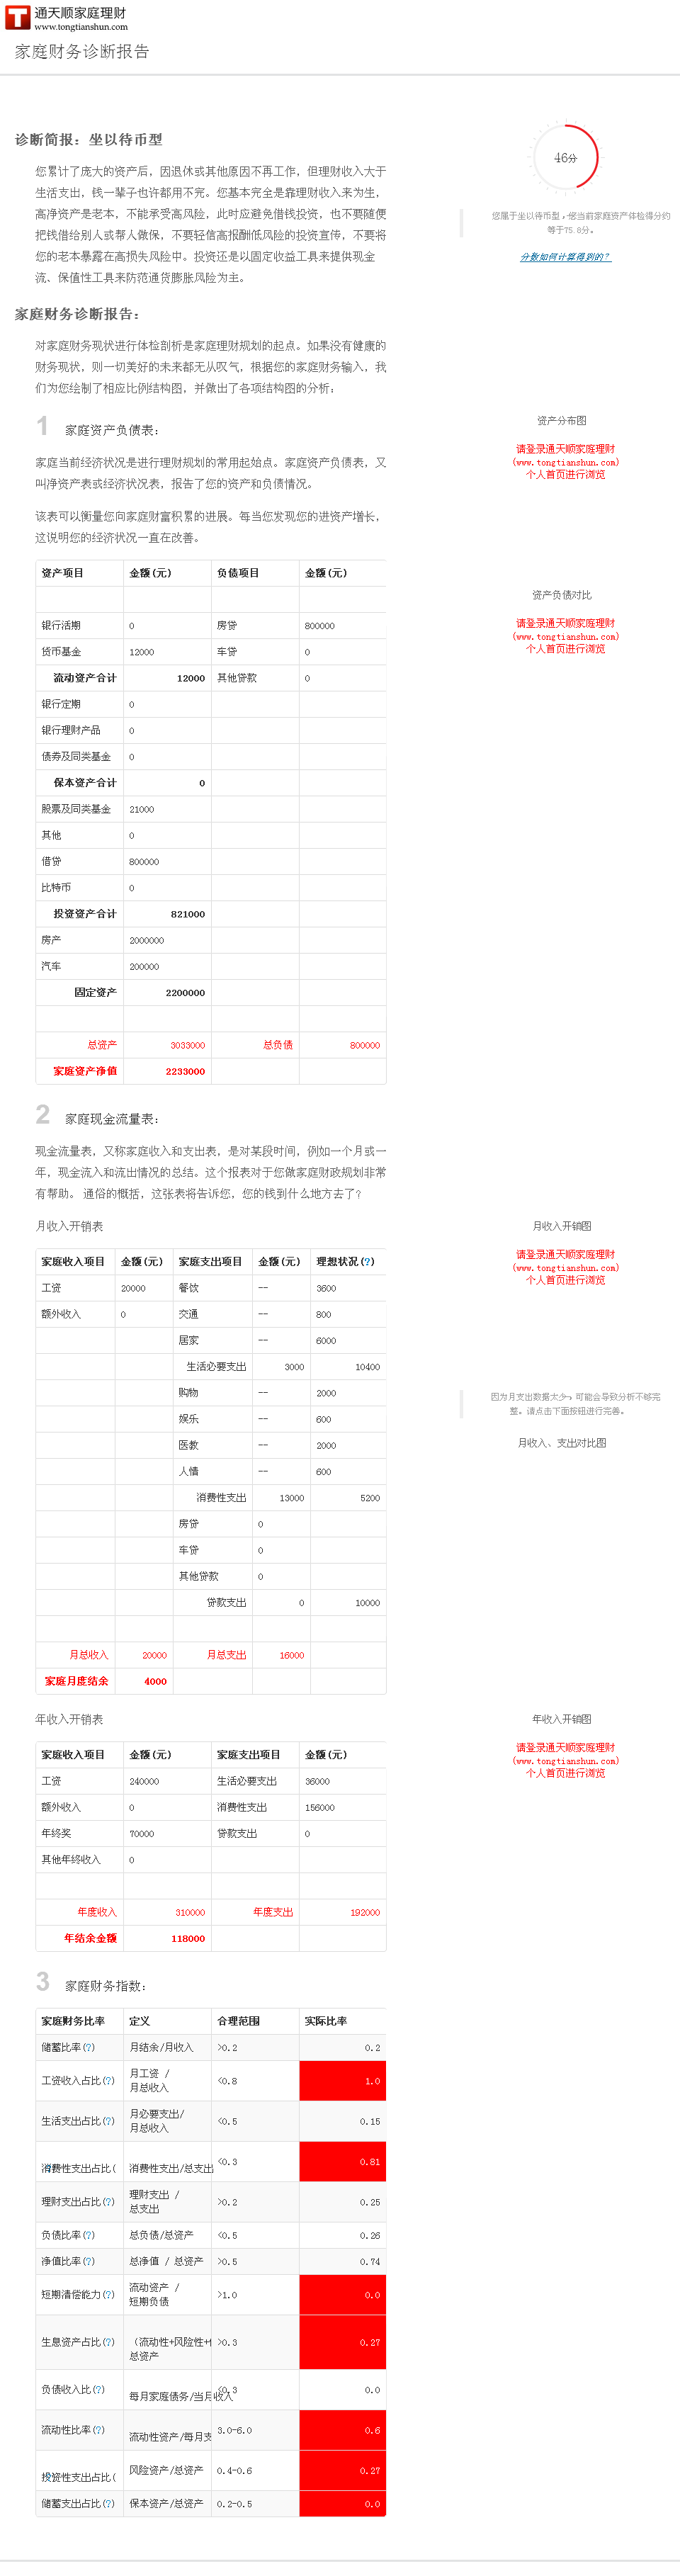 通天顺家庭理财
www.tongtianshun.com
家庭财务诊断报告
诊断简报：坐以待币型
您累计了庞大的资产后，因退休或其他原因不再工作，但理财收入大于
生活支出，钱一辈子也许都用不完。您基本完全是靠理财收入来为生，
高净资产是老本，不能承受高风险，此时应避免借钱投资，也不要随便
把钱借给别人或帮人做保，不要轻信高报酬低风险的投资宣传，不要将
您的老本暴露在高损失风险中。投资还是以固定收益工具来提供现金
流、保值性工具来防范通货膨胀风险为主。
46分
您属于坐以待币型，您当前家庭资产体检得分约
等于75.8分。
分数如何计算得到的？
家庭财务诊断报告：
对家庭财务现状进行体检剖析是家庭理财规划的起点。如果没有健康的
财务现状，则一切美好的未来都无从叹气，根据您的家庭财务输入，我
们为您绘制了相应比例结构图，并做出了各项结构图的分析；
1 家庭资产负债表：
家庭当前经济状况是进行理财规划的常用起始点。家庭资产负债表，又
叫净资产表或经济状况表，报告了您的资产和负债情况。
该表可以衡量您向家庭财富积累的进展。每当您发现您的进资产增长，
这说明您的经济状况一直在改善。
资产分布图
请登录通天顺家庭理财
(www.tongtianshun.com)
个人首页进行浏览
资产负债对比
请登录通天顺家庭理财
(www.tongtianshun.com)
个人首页进行浏览
资产项目 金额(元) 负债项目 金额(元)
银行活期 0 房贷 800000
货币基金 12000 车贷 0
流动资产合计 12000 其他贷款 0
银行定期 0
银行理财产品 0
债券及同类基金 0
保本资产合计 0
股票及同类基金 21000
其他 0
借贷 800000
比特币 0
投资资产合计 821000
房产 2000000
汽车 200000
固定资产 2200000
总资产 3033000 总负债 800000
家庭资产净值 2233000
2 家庭现金流量表：
现金流量表，又称家庭收入和支出表，是对某段时间，例如一个月或一
年，现金流入和流出情况的总结。这个报表对于您做家庭财政规划非常
有帮助。 通俗的概括，这张表将告诉您，您的钱到什么地方去了?
月收入开销表
月收入开销图
请登录通天顺家庭理财
(www.tongtianshun.com)
个人首页进行浏览
因为月支出数据太少，可能会导致分析不够完
整。请点击下面按钮进行完善。
月收入、支出对比图
家庭收入项目 金额(元) 家庭支出项目 金额(元) 理想状况(?)
工资 20000 餐饮 -- 3600
额外收入 0 交通 -- 800
居家 -- 6000
生活必要支出 3000 10400
购物 -- 2000
娱乐 -- 600
医教 -- 2000
人情 -- 600
消费性支出 13000 5200
房贷 0
车贷 0
其他贷款 0
贷款支出 0 10000
月总收入 20000 月总支出 16000
家庭月度结余 4000
年收入开销表
年收入开销图
请登录通天顺家庭理财
(www.tongtianshun.com)
个人首页进行浏览
家庭收入项目 金额(元) 家庭支出项目 金额(元)
工资 240000 生活必要支出 36000
额外收入 0 消费性支出 156000
年终奖 70000 贷款支出 0
其他年终收入 0
年度收入 310000 年度支出 192000
年结余金额 118000
3 家庭财务指数：
家庭财务比率 定义 合理范围 实际比率
储蓄比率(?) 月结余/月收入 >0.2 0.2
工资收入占比(?) 月工资 /
月总收入 <0.8 1.0
生活支出占比(?) 月必要支出/
月总收入 <0.5 0.15
消费性支出占比( 消费性支出/总支出 <0.3 0.81
理财支出占比(?) 理财支出 /
总支出 >0.2 0.25
负债比率(?) 总负债/总资产 <0.5 0.26
净值比率(?) 总净值 / 总资产 >0.5 0.74
短期清偿能力(?) 流动资产 /
短期负债 >1.0 0.0
生息资产占比(?) （流动性+风险性+
总资产 >0.3 0.27
负债收入比(?) 每月家庭债务/当月收入 <0.3 0.0
流动性比率(?) 流动性资产/每月支 3.0-6.0 0.6
投资性支出占比( 风险资产/总资产 0.4-0.6 0.27
储蓄支出占比(?) 保本资产/总资产 0.2-0.5 0.0